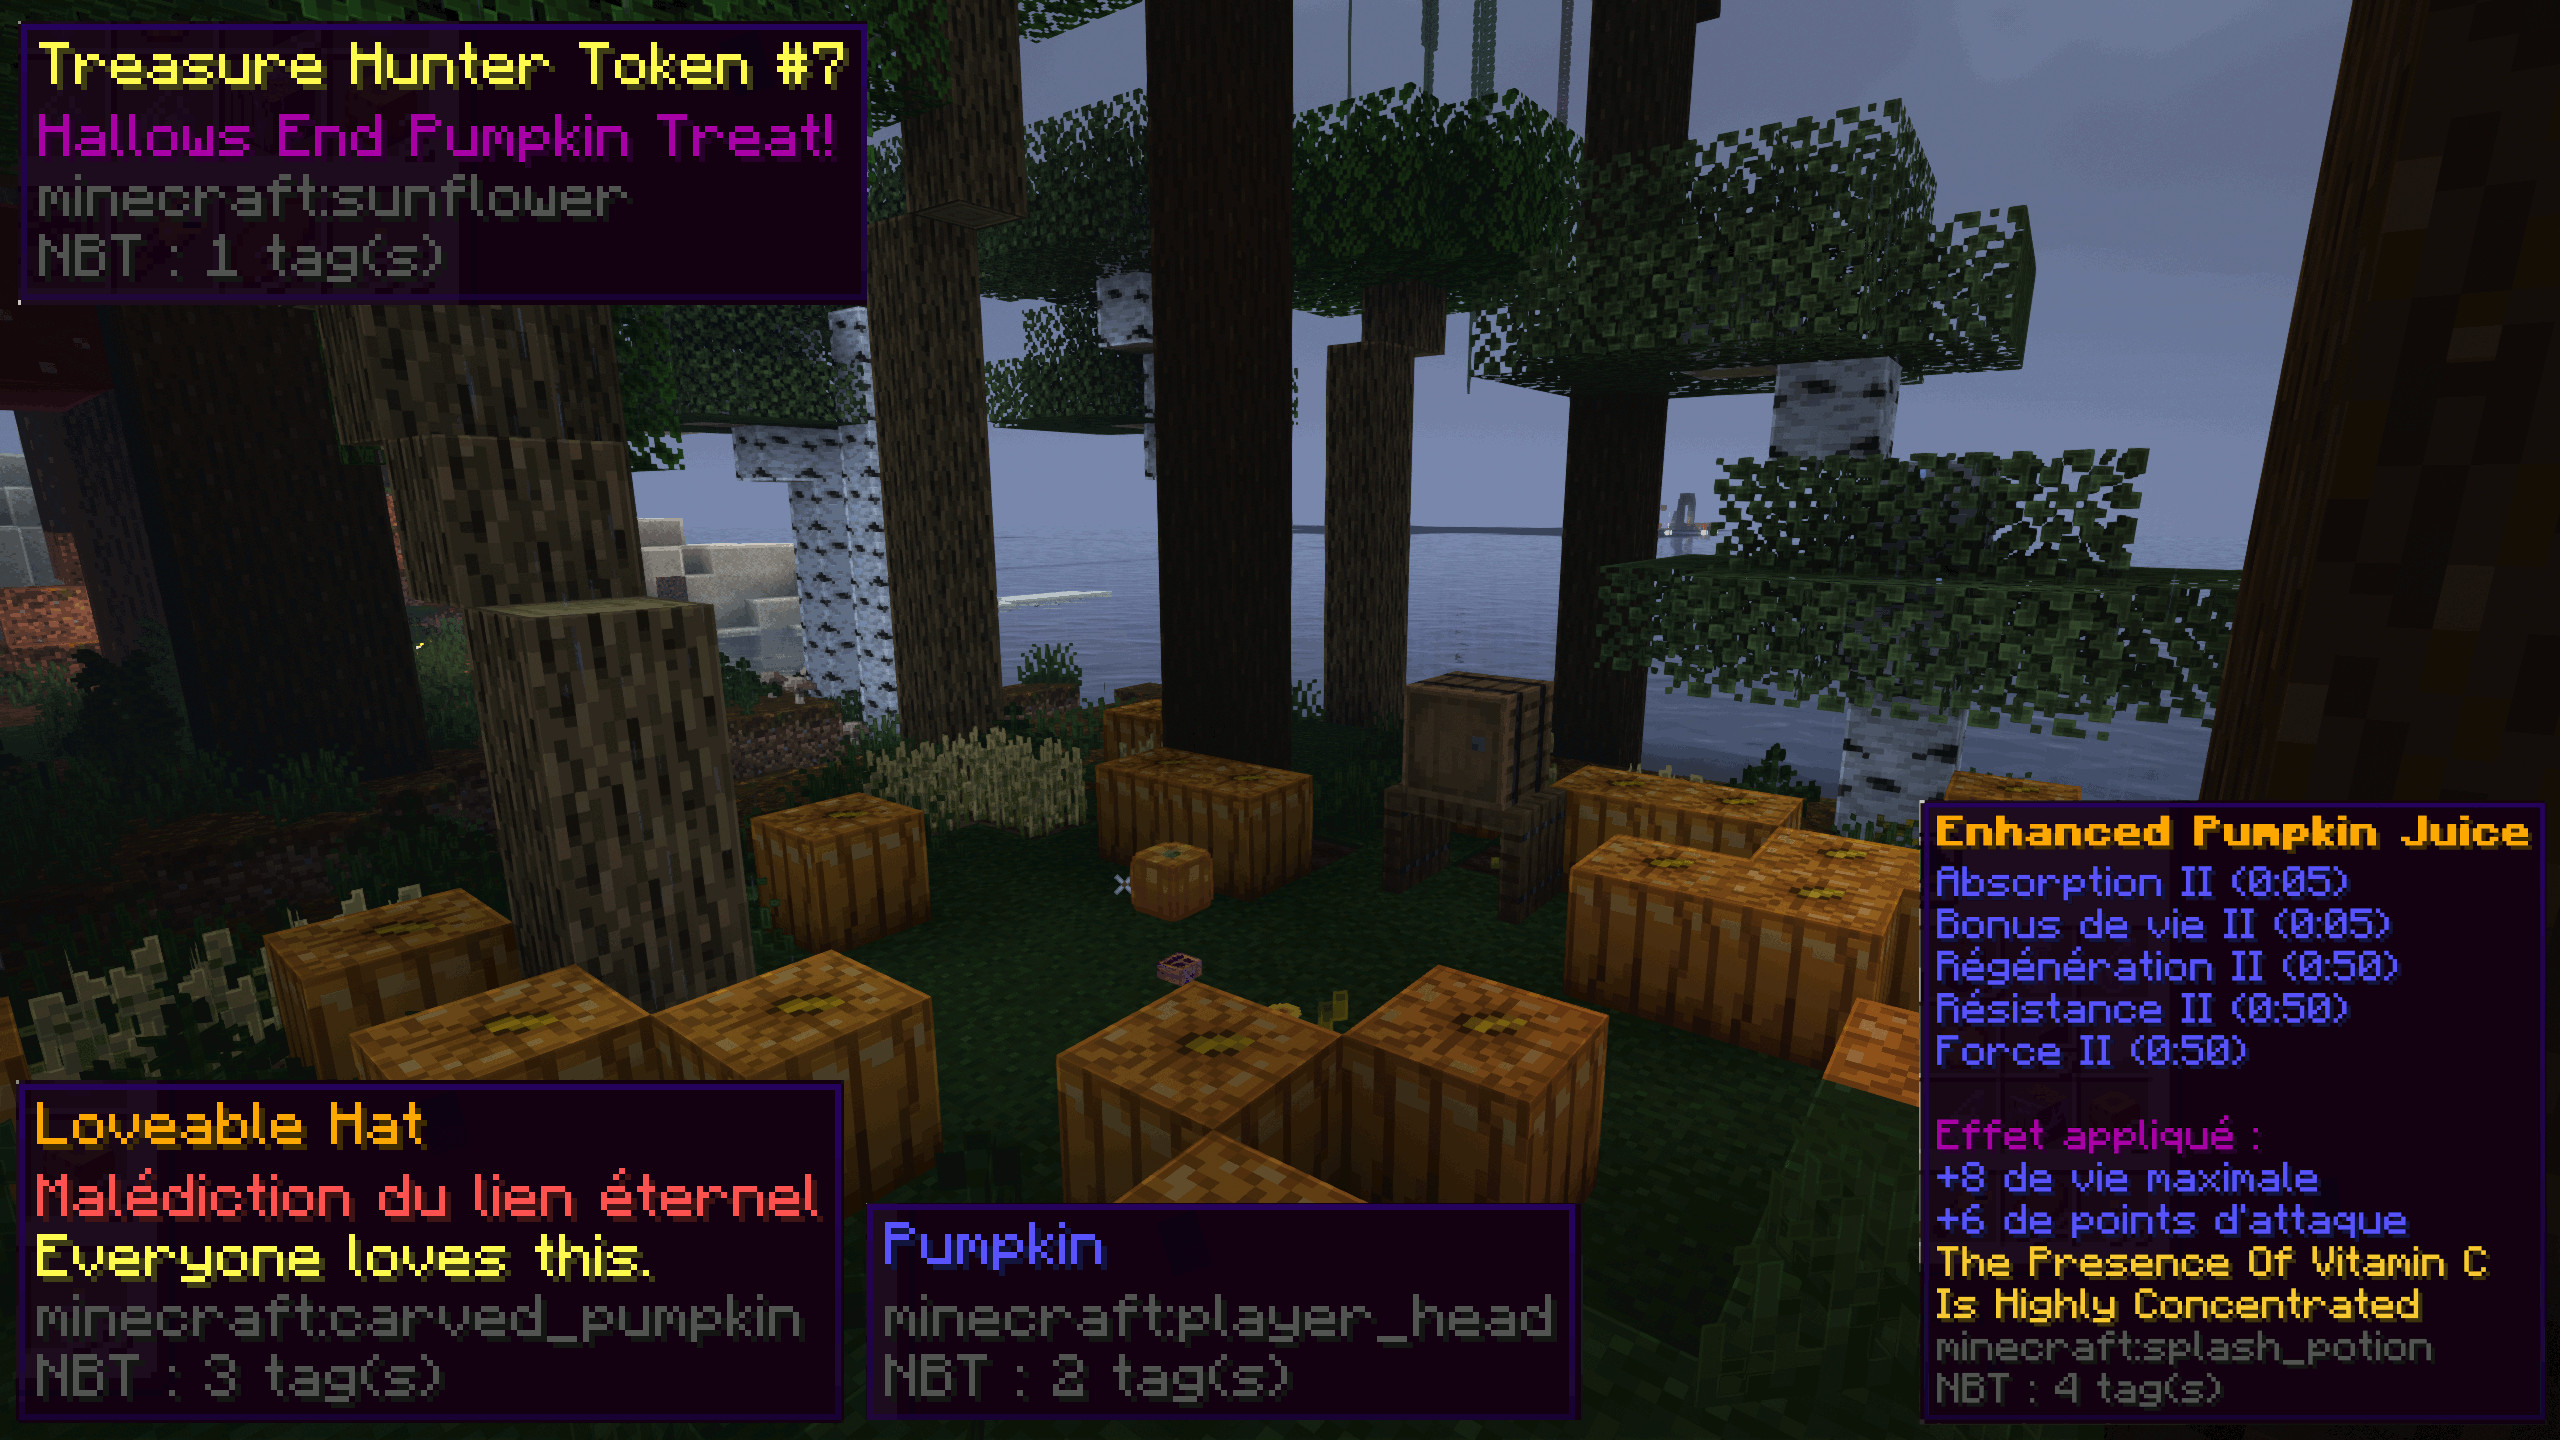 Treasure Hunter Token #7
Hallows End Pumpkin Treat!
minecraft:sunflower
NBT : 1 tag(s)
Loveable Hat
Malédiction du lien éternel
Everyone loves this.
minecraft:carved_pumpkin
NBT : 3 tag(s)
Pumpkin
minecraft:player_head
NBT : 2 tag(s)
Enhanced Pumpkin Juice
Absorption II (0:05)
Bonus de vie II (0:05)
Régénération II (0:50)
Résistance II (0:50)
Force II (0:50)
Effet appliqué :
+8 de vie maximale
+6 de points d'attaque
The Presence Of Vitamin C
Is Highly Concentrated
minecraft:splash_potion
NBT : 4 tag(s)